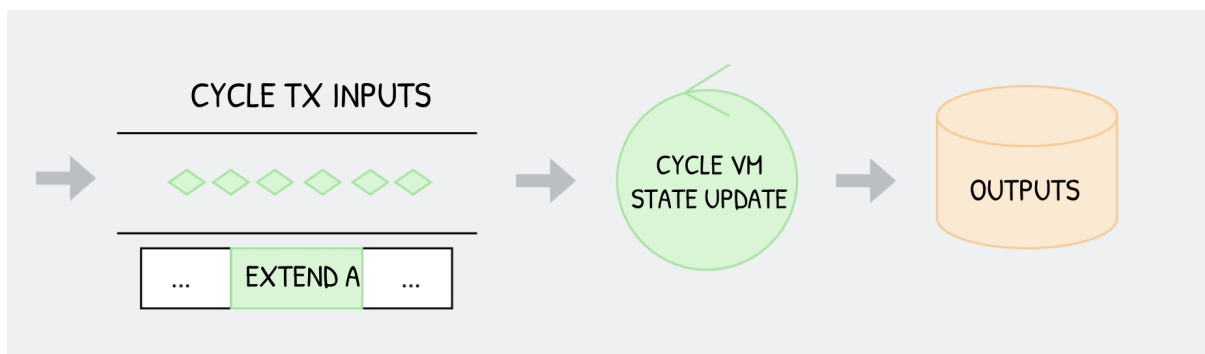 CYCLE TX INPUTS
... EXTEND A ...
CYCLE VM
STATE UPDATE
OUTPUTS